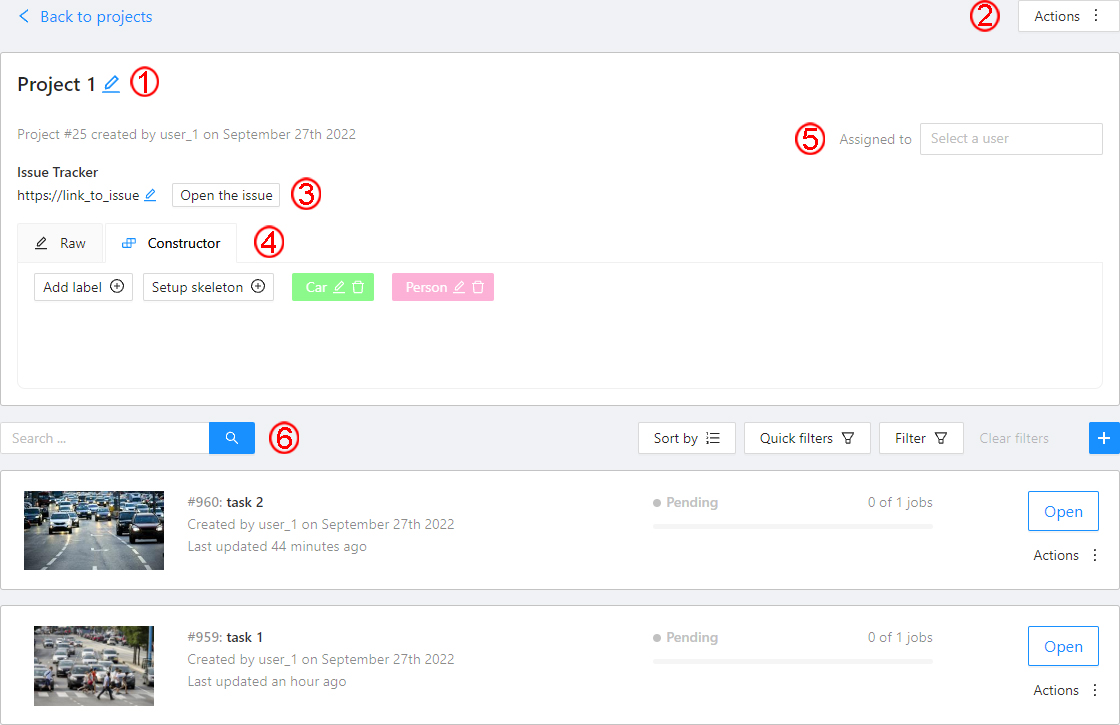 Back to projects
② Actions
Project 1 ①
Project #25 created by user_1 on September 27th 2022
⑤ Assigned to Select a user
Issue Tracker
https://link_to_issue Open the issue ③
Raw Constructor ④
Add label Setup skeleton Car Person
Search ... ⑥ Sort by Quick filters Filter Clear filters +
#960: task 2 Pending 0 of 1 jobs Open
Created by user_1 on September 27th 2022
Last updated 44 minutes ago Actions
#959: task 1 Pending 0 of 1 jobs Open
Created by user_1 on September 27th 2022
Last updated an hour ago Actions